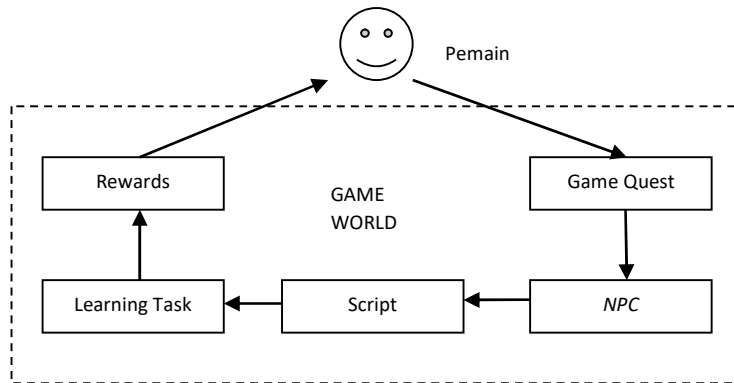 Pemain
Rewards
Game Quest
GAME
WORLD
Learning Task
Script
NPC